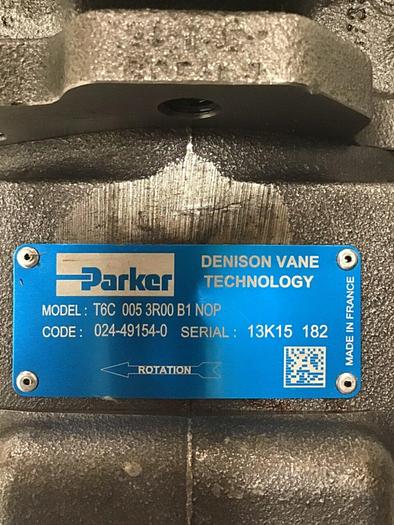 Parker
DENISON VANE
TECHNOLOGY
MODEL : T6C 005 3R00 B1 NOP
CODE : 024-49154-0 SERIAL : 13K15 182
ROTATION
MADE IN FRANCE